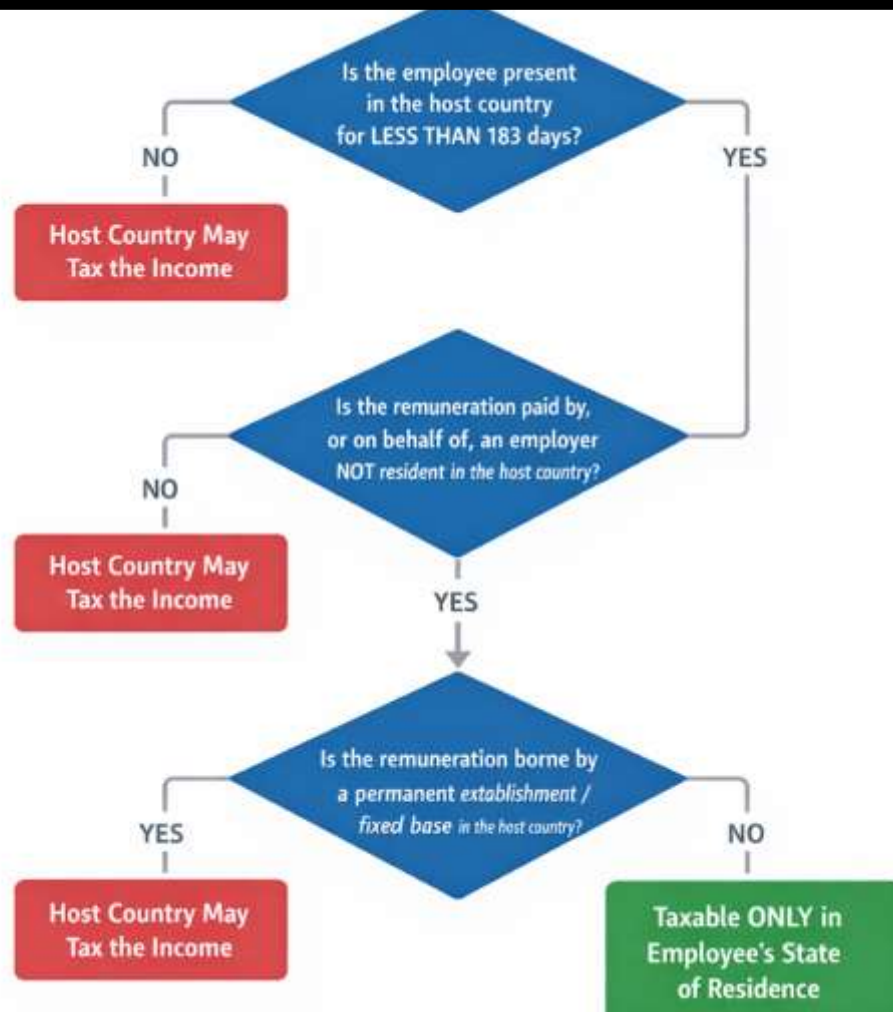 Is the employee present
in the host country
for LESS THAN 183 days?
NO
YES
Host Country May
Tax the Income
Is the remuneration paid by,
or on behalf of, an employer
NOT resident in the host country?
NO
Host Country May
Tax the Income
YES
Is the remuneration borne by
a permanent extablishment /
fixed base in the host country?
YES
NO
Host Country May
Tax the Income
Taxable ONLY in
Employee's State
of Residence